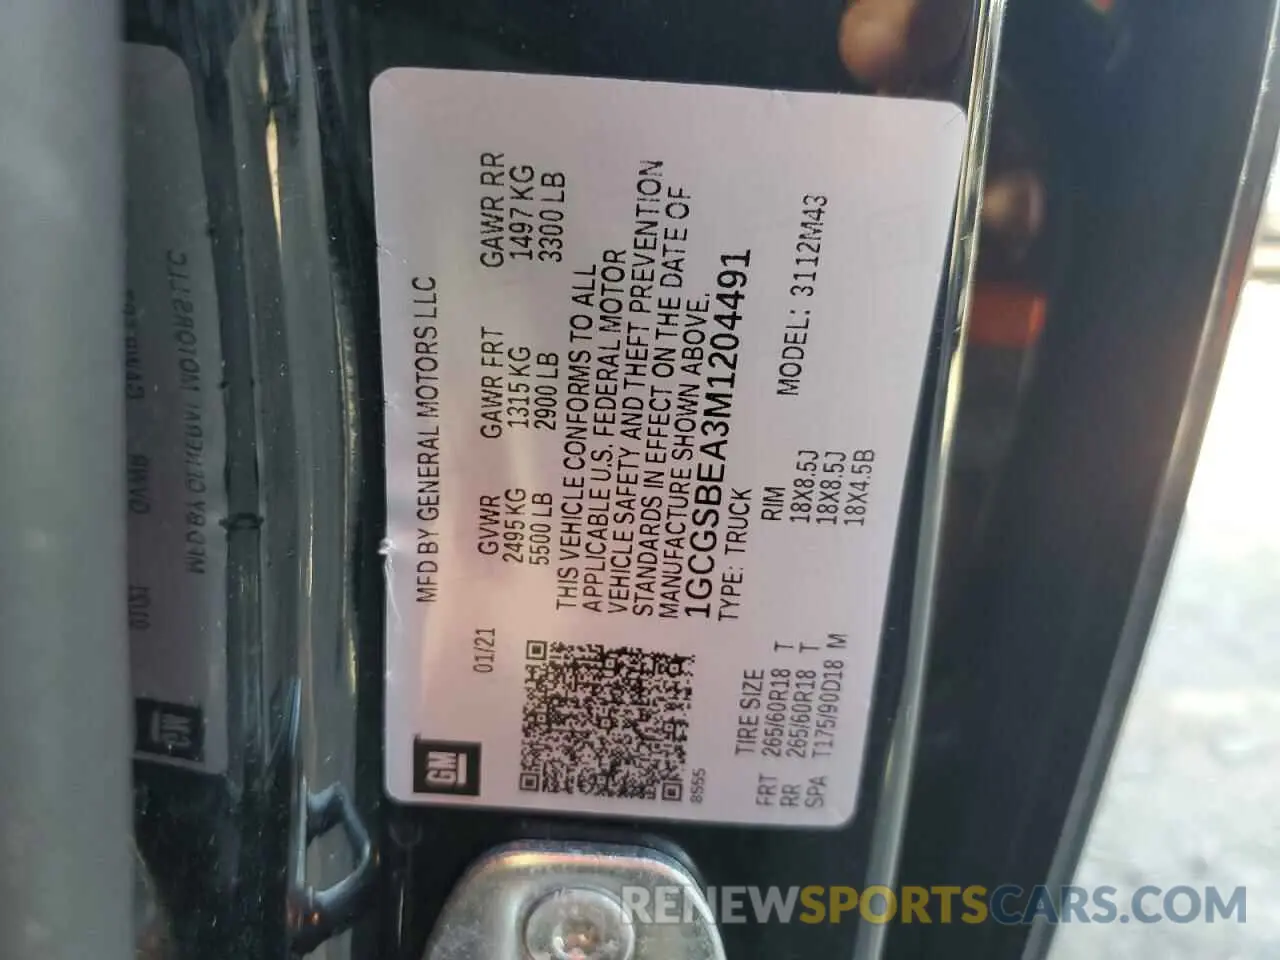 MFD BY GENERAL MOTORS LLC
01/21 GVWR GAWR FRT GAWR RR
2495 KG 1315 KG 1497 KG
5500 LB 2900 LB 3300 LB
THIS VEHICLE CONFORMS TO ALL
APPLICABLE U.S. FEDERAL MOTOR
VEHICLE SAFETY AND THEFT PREVENTION
STANDARDS IN EFFECT ON THE DATE OF
MANUFACTURE SHOWN ABOVE.
1GCGSBEA3M1204491
TYPE: TRUCK
8555
TIRE SIZE RIM MODEL: 3112M43
FRT 265/60R18 T 18X8.5J
RR 265/60R18 T 18X8.5J
SPA T175/90D18 M 18X4.5B
GM
RENEWSPORTSCARS.COM